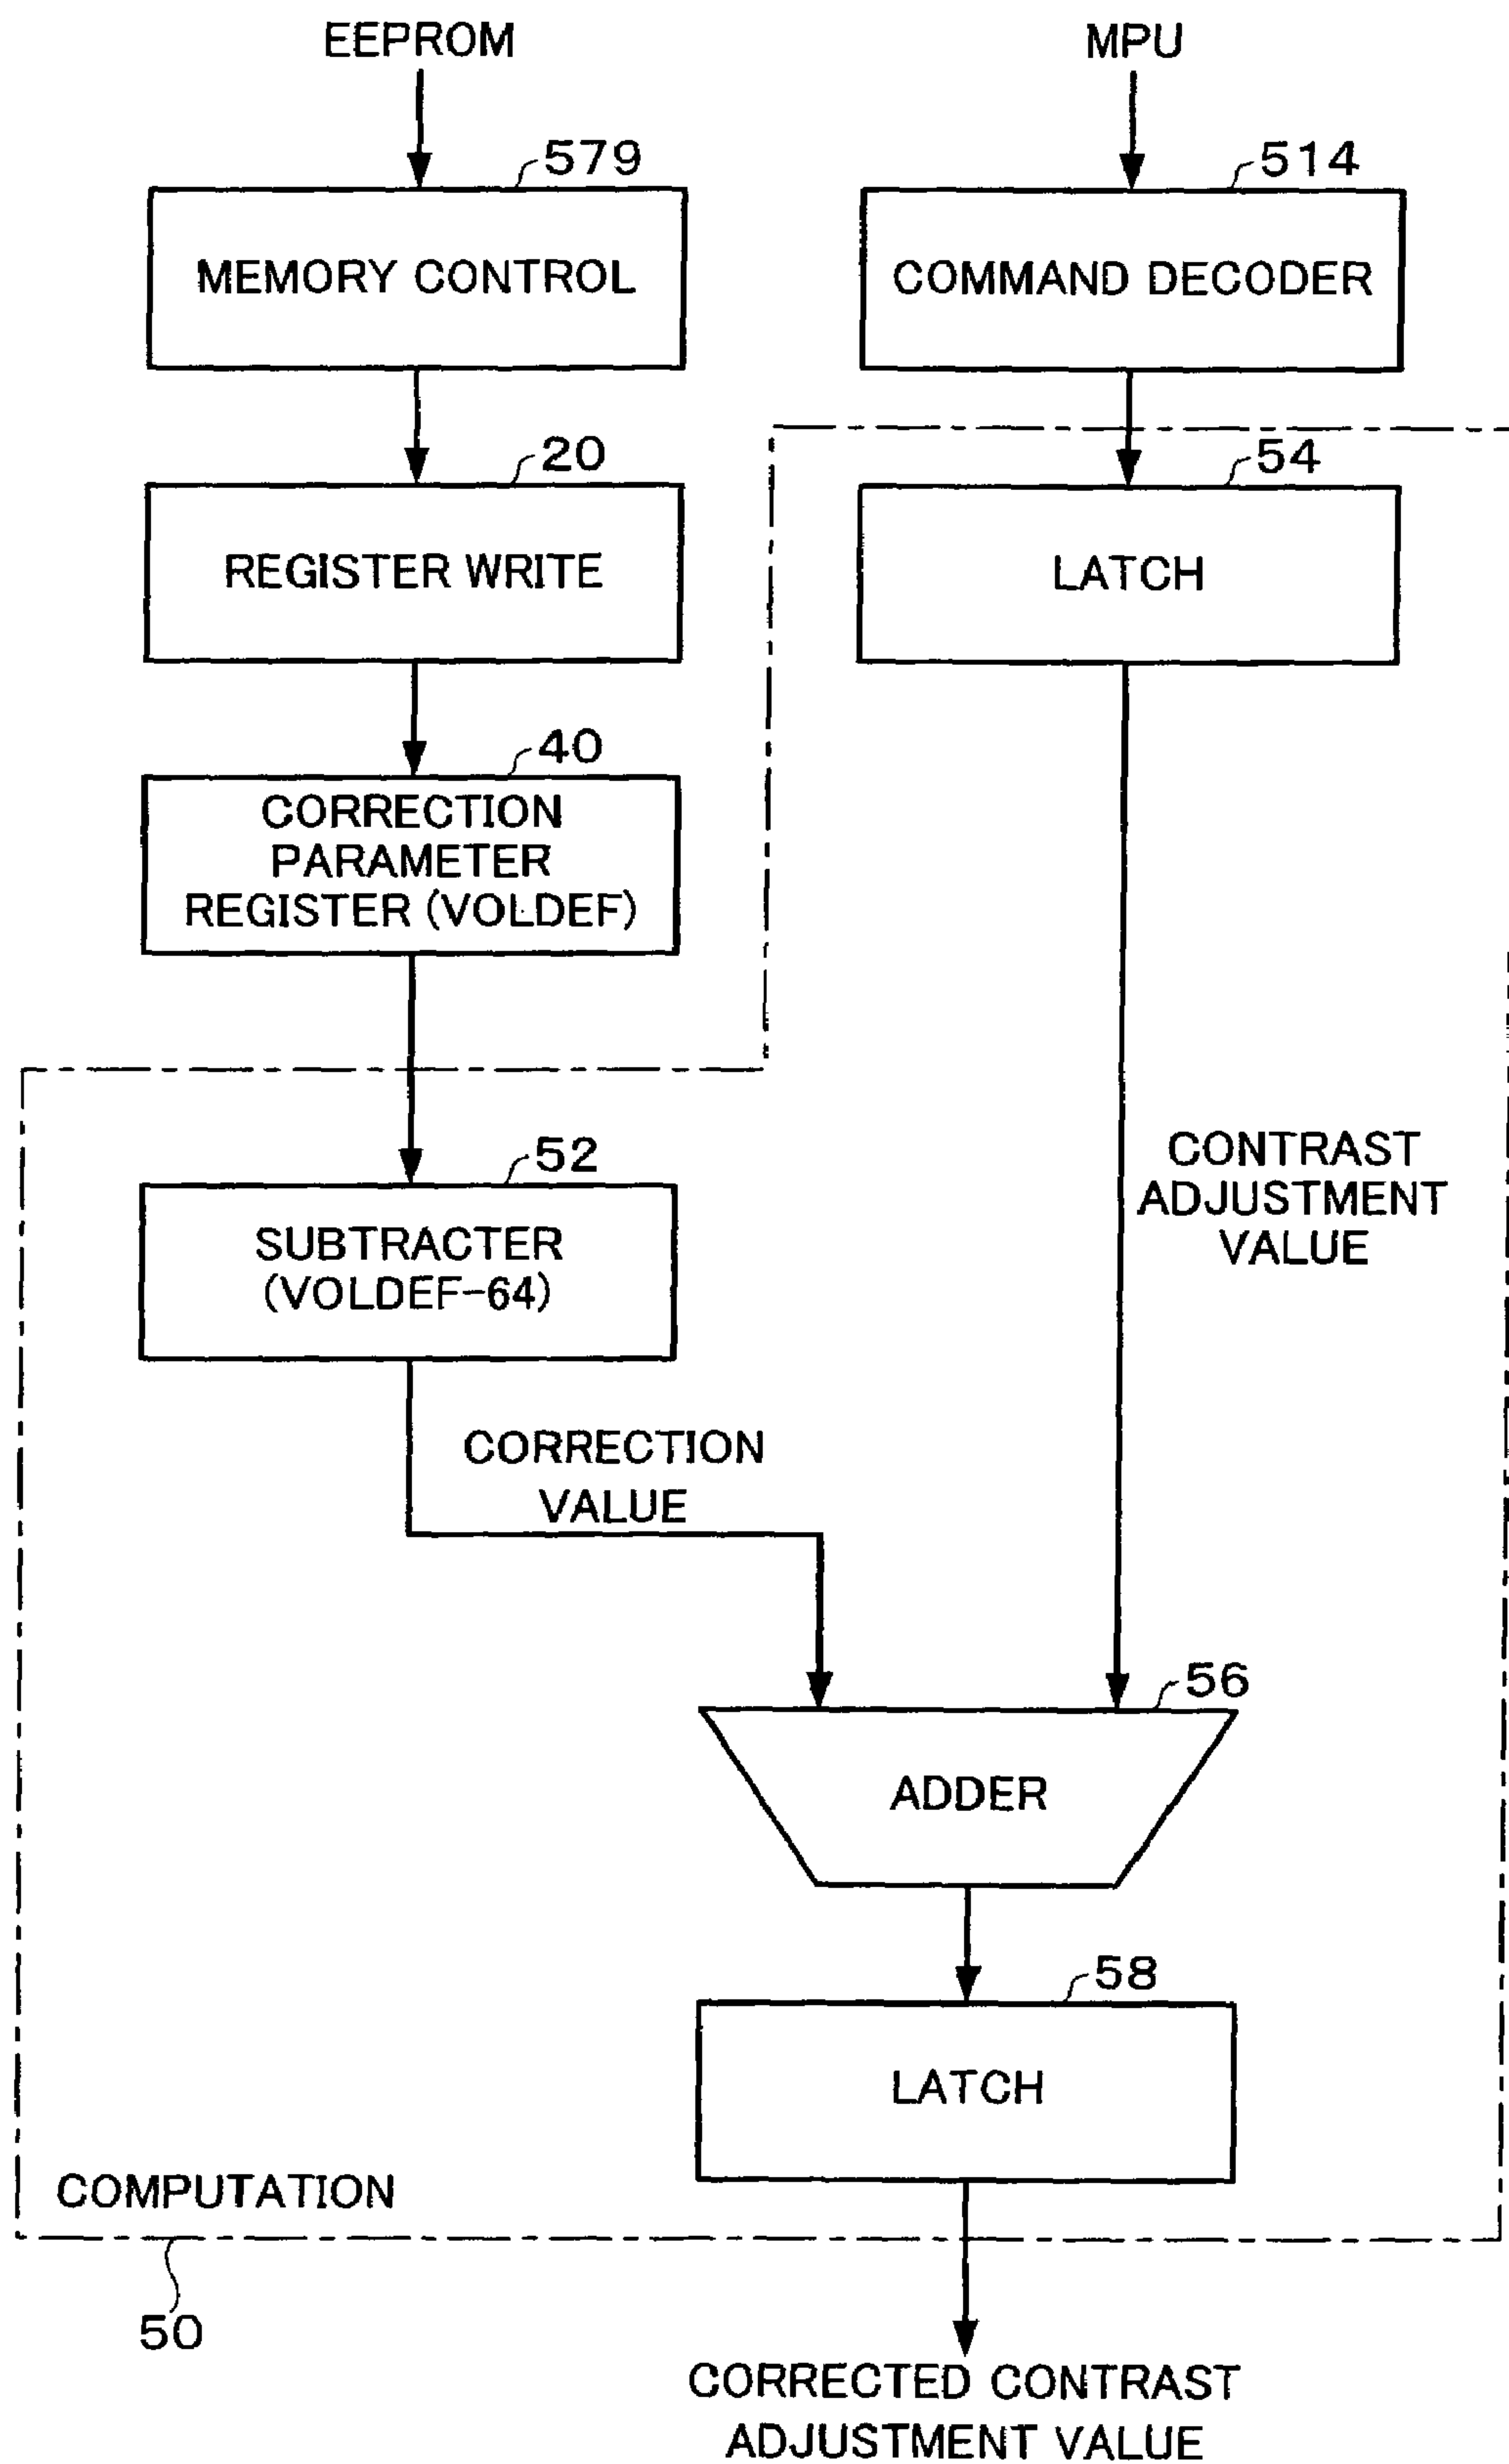 EEPROM
MPU
579
514
MEMORY CONTROL
COMMAND DECODER
20
54
REGISTER WRITE
LATCH
40
CORRECTION
PARAMETER
REGISTER (VOLDEF)
52
CONTRAST
ADJUSTMENT
VALUE
SUBTRACTER
(VOLDEF-64)
CORRECTION
VALUE
56
ADDER
58
LATCH
COMPUTATION
50
CORRECTED CONTRAST
ADJUSTMENT VALUE